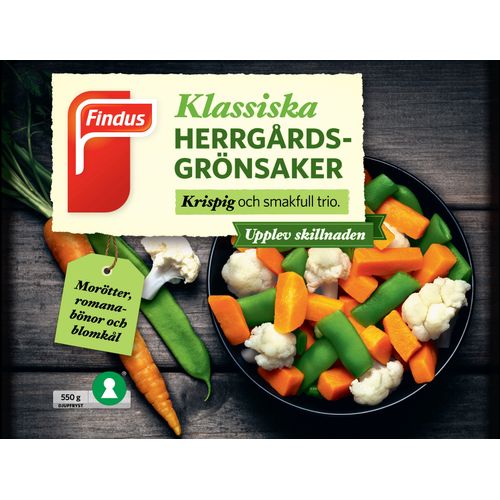 Findus
Klassiska
HERRGÅRDS-
GRÖNSAKER
Krispig och smakfull trio.
Upplev skillnaden
Morötter,
romana-
bönor och
blomkål
550 g
DJUPFRYST